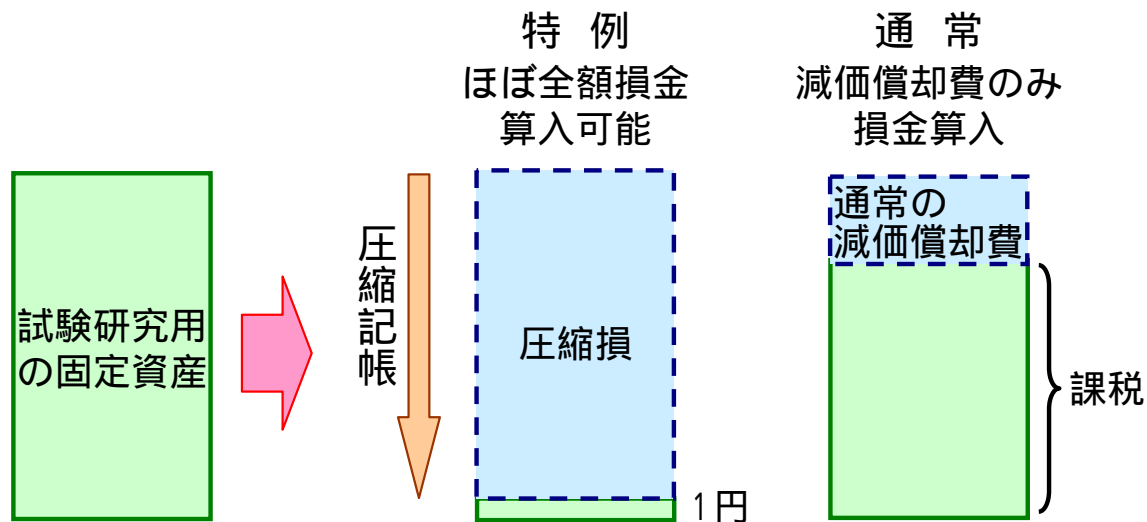 特 例
ほぼ全額損金
算入可能
通 常
減価償却費のみ
損金算入
試験研究用
の固定資産
圧縮記帳
圧縮損
1円
通常の
減価償却費
課税